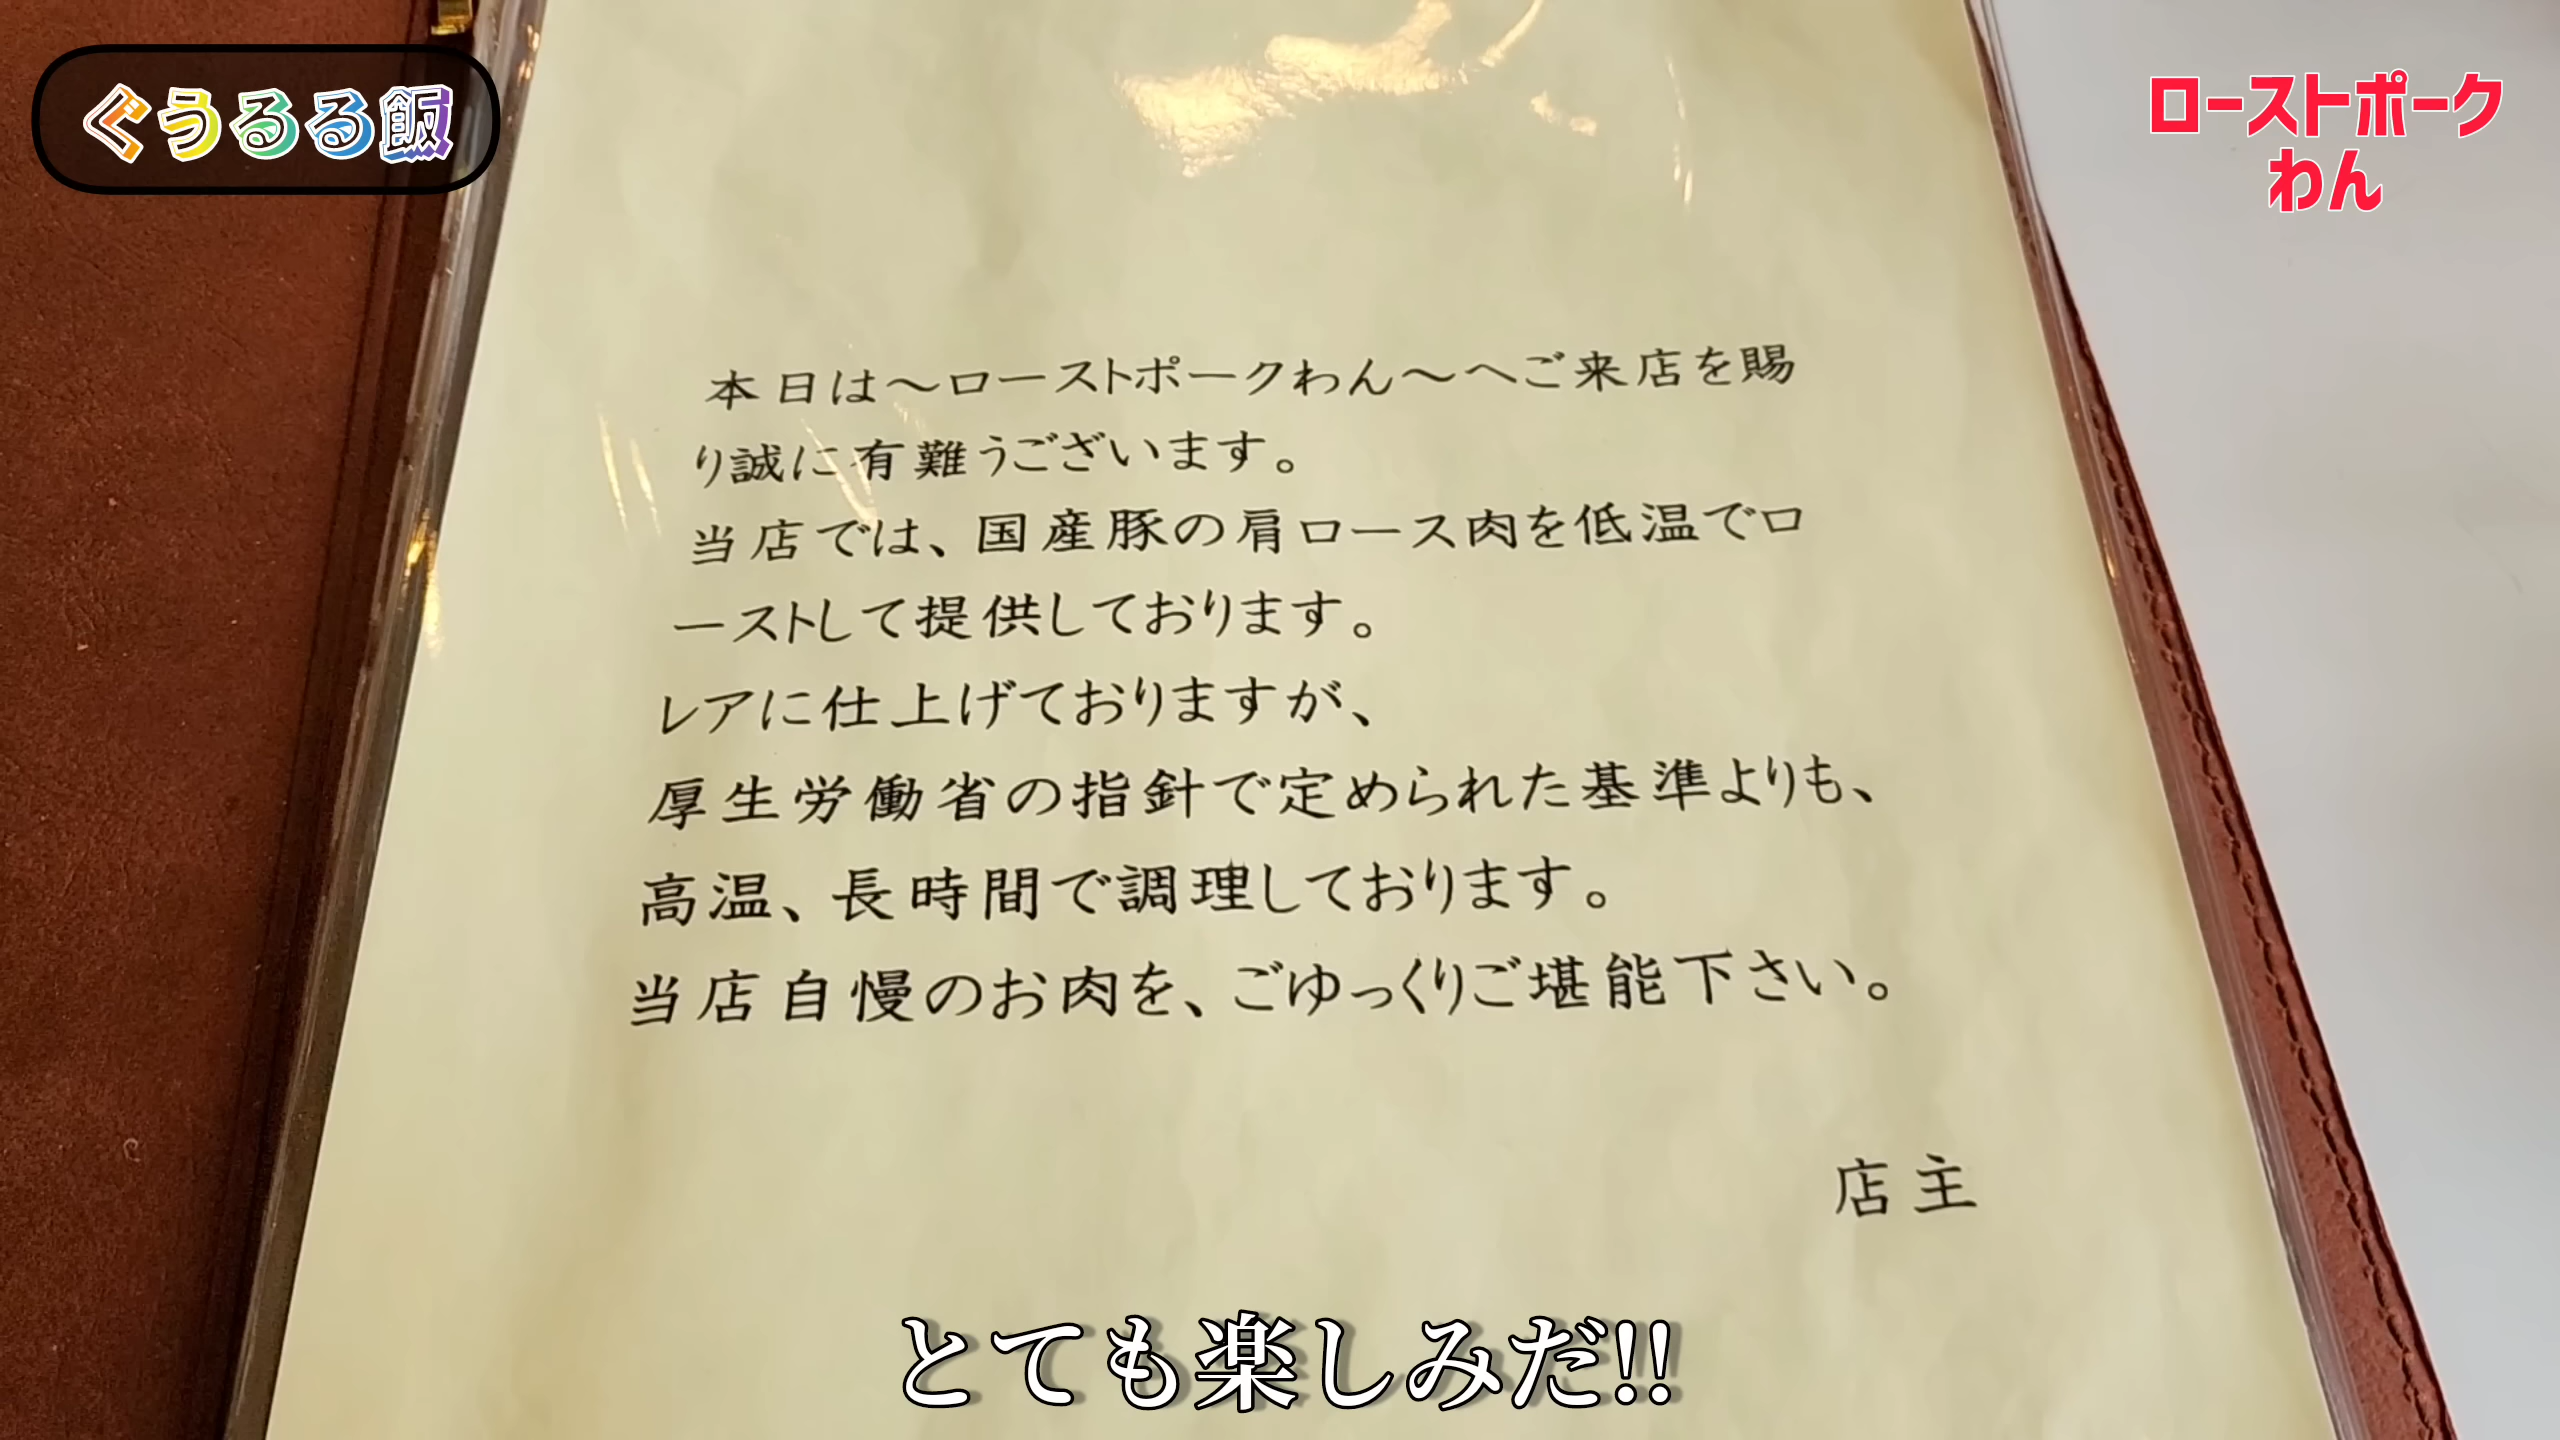 ぐぅるる飯
ローストポーク
わん
本日は～ローストポークわん～へご来店を賜
り誠に有難うございます。
当店では、国産豚の肩ロース肉を低温でロ
ーストして提供しております。
レアに仕上げておりますが、
厚生労働省の指針で定められた基準よりも、
高温、長時間で調理しております。
当店自慢のお肉を、ごゆっくりご堪能下さい。
店主
とても楽しみだ!!